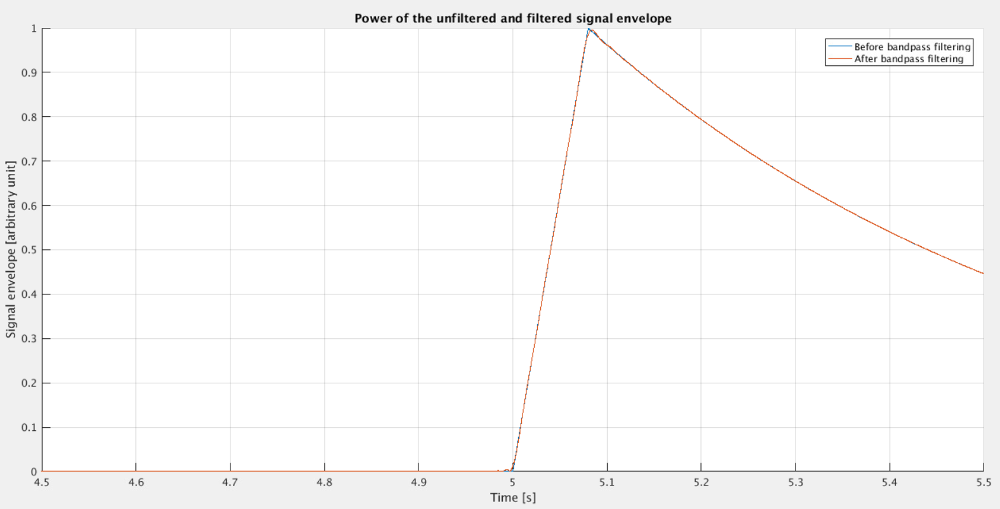 Power of the unfiltered and filtered signal envelope
Before bandpass filtering
After bandpass filtering
Signal envelope [arbitrary unit]
1
0.9
0.8
0.7
0.6
0.5
0.4
0.3
0.2
0.1
0
4.5 4.6 4.7 4.8 4.9 5 5.1 5.2 5.3 5.4 5.5
Time [s]